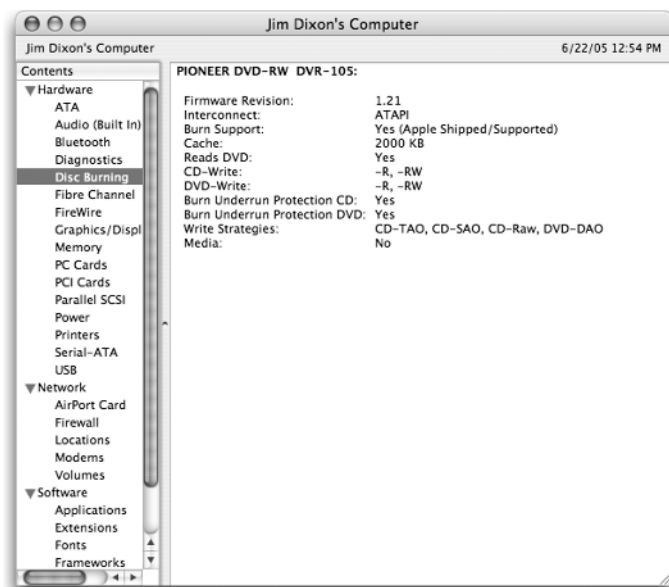 Jim Dixon's Computer
Jim Dixon's Computer 6/22/05 12:54 PM
Contents
Hardware
ATA
Audio (Built In)
Bluetooth
Diagnostics
Disc Burning
Fibre Channel
FireWire
Graphics/Displ
Memory
PC Cards
PCI Cards
Parallel SCSI
Power
Printers
Serial-ATA
USB
Network
AirPort Card
Firewall
Locations
Modems
Volumes
Software
Applications
Extensions
Fonts
Frameworks
PIONEER DVD-RW DVR-105:
Firmware Revision: 1.21
Interconnect: ATAPI
Burn Support: Yes (Apple Shipped/Supported)
Cache: 2000 KB
Reads DVD: Yes
CD-Write: -R, -RW
DVD-Write: -R, -RW
Burn Underrun Protection CD: Yes
Burn Underrun Protection DVD: Yes
Write Strategies: CD-TAO, CD-SAO, CD-Raw, DVD-DAO
Media: No